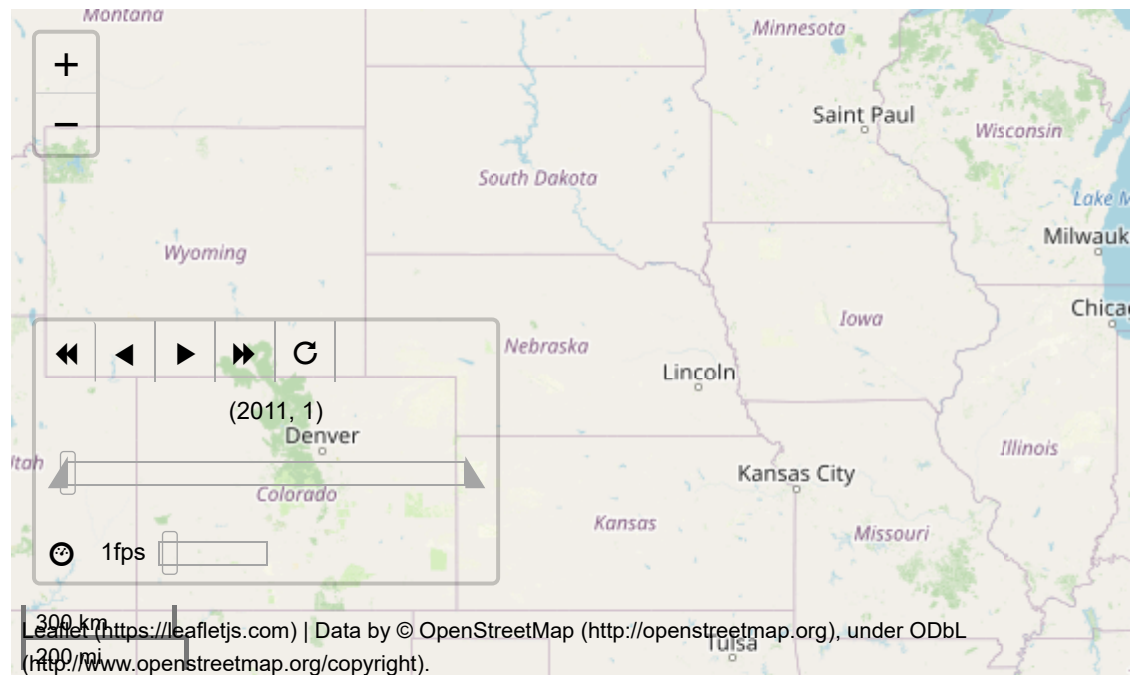 Montana
Minnesota
+
−
Saint Paul
Wisconsin
South Dakota
Lake M
Milwauk
Wyoming
Chicag
Iowa
Nebraska
Lincoln
(2011, 1)
Denver
Illinois
Utah
Kansas City
Colorado
Kansas
Missouri
1fps
300 km
Leaflet (https://leafletjs.com) | Data by © OpenStreetMap (http://openstreetmap.org), under ODbL
Tulsa
200 mi
(http://www.openstreetmap.org/copyright).